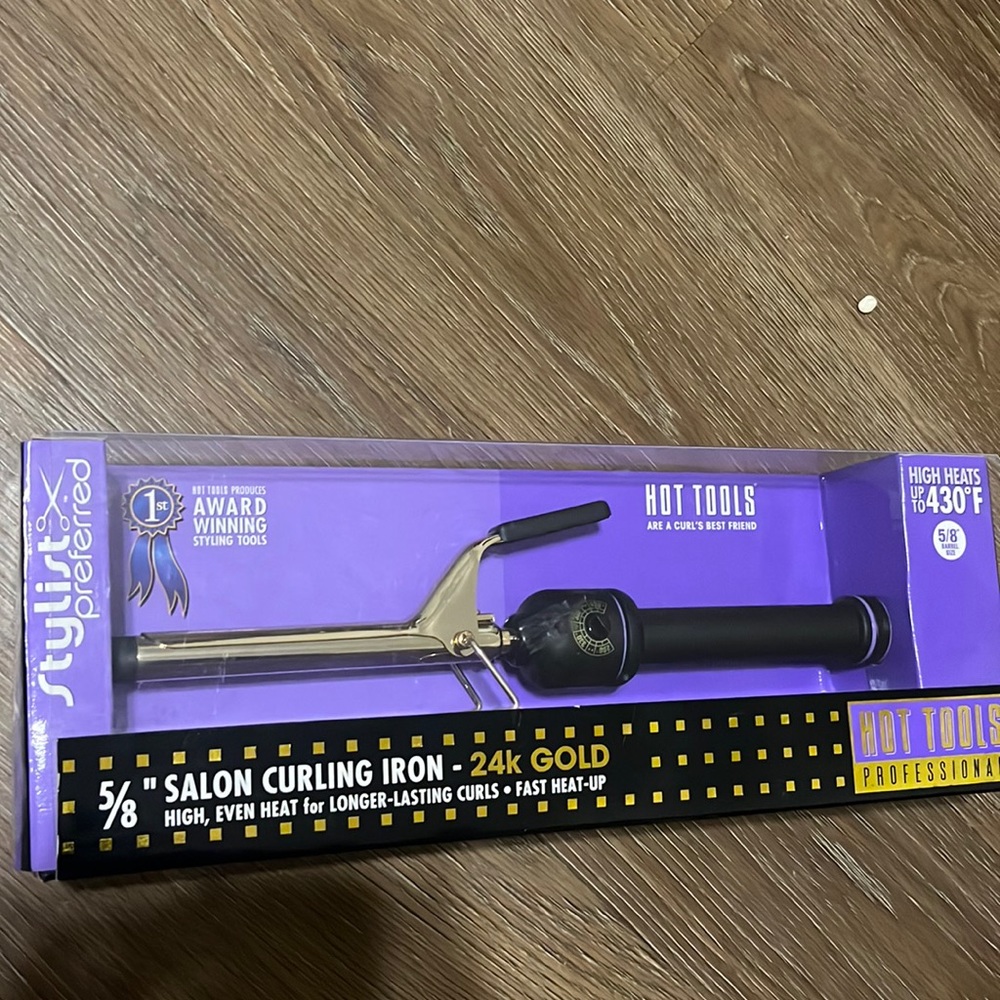 stylist
preferred
1st
HOT TOOLS PRODUCES
AWARD
WINNING
STYLING TOOLS
HOT TOOLS
ARE A CURL'S BEST FRIEND
HIGH HEATS
UP TO 430°F
5/8"
BARREL
SIZE
5/8" SALON CURLING IRON - 24k GOLD
HIGH, EVEN HEAT for LONGER-LASTING CURLS • FAST HEAT-UP
HOT TOOLS
PROFESSIONAL